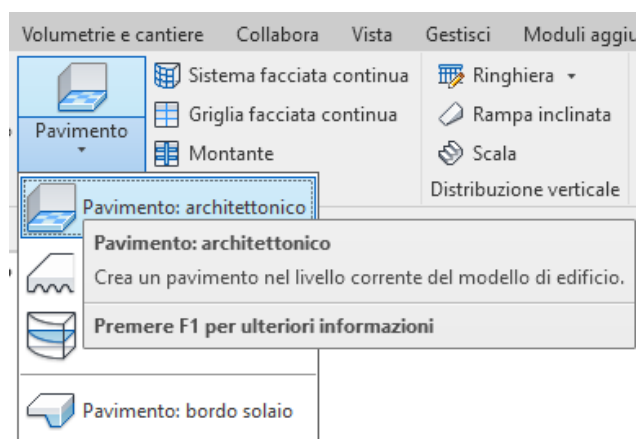 Volumetrie e cantiere Collabora Vista Gestisci Moduli aggiu
Sistema facciata continua Ringhiera
Pavimento Griglia facciata continua Rampa inclinata
Montante Scala
Distribuzione verticale
Pavimento: architettonico
Pavimento: architettonico
Crea un pavimento nel livello corrente del modello di edificio.
Premere F1 per ulteriori informazioni
Pavimento: bordo solaio